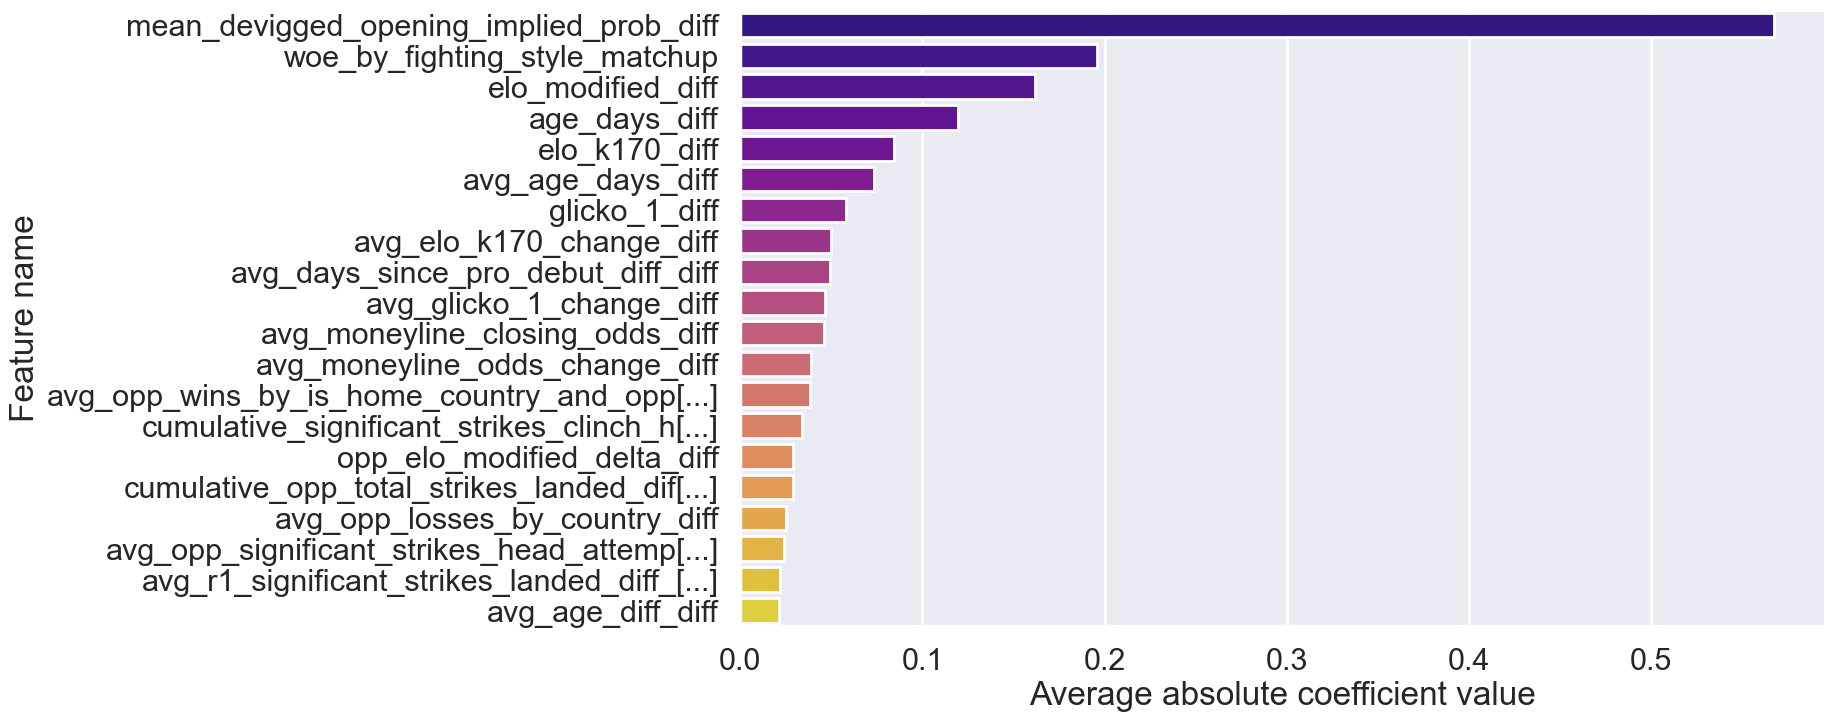 mean_devigged_opening_implied_prob_diff
woe_by_fighting_style_matchup
elo_modified_diff
age_days_diff
elo_k170_diff
avg_age_days_diff
glicko_1_diff
avg_elo_k170_change_diff
avg_days_since_pro_debut_diff_diff
avg_glicko_1_change_diff
avg_moneyline_closing_odds_diff
avg_moneyline_odds_change_diff
avg_opp_wins_by_is_home_country_and_opp[...]
cumulative_significant_strikes_clinch_h[...]
opp_elo_modified_delta_diff
cumulative_opp_total_strikes_landed_dif[...]
avg_opp_losses_by_country_diff
avg_opp_significant_strikes_head_attemp[...]
avg_r1_significant_strikes_landed_diff_[...]
avg_age_diff_diff
Feature name
0.0 0.1 0.2 0.3 0.4 0.5
Average absolute coefficient value